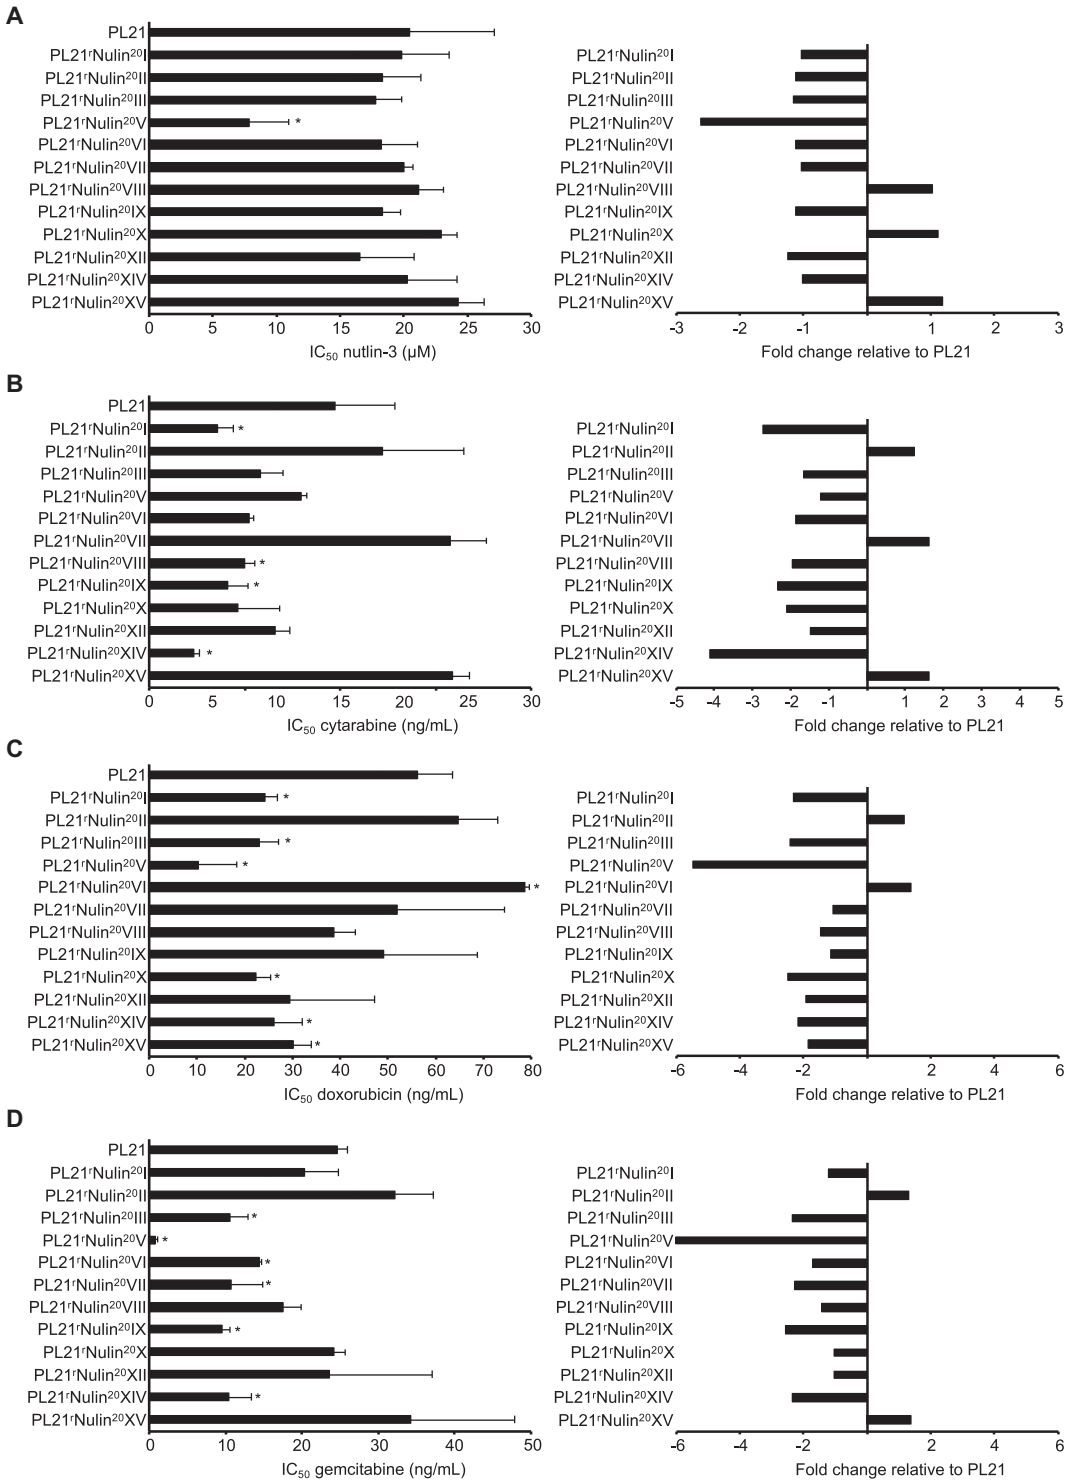 A
PL21
PL21ʳNulin²⁰I
PL21ʳNulin²⁰II
PL21ʳNulin²⁰III
PL21ʳNulin²⁰V
*
PL21ʳNulin²⁰VI
PL21ʳNulin²⁰VII
PL21ʳNulin²⁰VIII
PL21ʳNulin²⁰IX
PL21ʳNulin²⁰X
PL21ʳNulin²⁰XII
PL21ʳNulin²⁰XIV
PL21ʳNulin²⁰XV
0 5 10 15 20 25 30
IC₅₀ nutlin-3 (µM)
PL21ʳNulin²⁰I
PL21ʳNulin²⁰II
PL21ʳNulin²⁰III
PL21ʳNulin²⁰V
PL21ʳNulin²⁰VI
PL21ʳNulin²⁰VII
PL21ʳNulin²⁰VIII
PL21ʳNulin²⁰IX
PL21ʳNulin²⁰X
PL21ʳNulin²⁰XII
PL21ʳNulin²⁰XIV
PL21ʳNulin²⁰XV
-3 -2 -1 0 1 2 3
Fold change relative to PL21
B
PL21
PL21ʳNulin²⁰I *
PL21ʳNulin²⁰II
PL21ʳNulin²⁰III
PL21ʳNulin²⁰V
PL21ʳNulin²⁰VI
PL21ʳNulin²⁰VII
PL21ʳNulin²⁰VIII *
PL21ʳNulin²⁰IX *
PL21ʳNulin²⁰X
PL21ʳNulin²⁰XII
PL21ʳNulin²⁰XIV *
PL21ʳNulin²⁰XV
0 5 10 15 20 25 30
IC₅₀ cytarabine (ng/mL)
PL21ʳNulin²⁰I
PL21ʳNulin²⁰II
PL21ʳNulin²⁰III
PL21ʳNulin²⁰V
PL21ʳNulin²⁰VI
PL21ʳNulin²⁰VII
PL21ʳNulin²⁰VIII
PL21ʳNulin²⁰IX
PL21ʳNulin²⁰X
PL21ʳNulin²⁰XII
PL21ʳNulin²⁰XIV
PL21ʳNulin²⁰XV
-5 -4 -3 -2 -1 0 1 2 3 4 5
Fold change relative to PL21
C
PL21
PL21ʳNulin²⁰I *
PL21ʳNulin²⁰II
PL21ʳNulin²⁰III *
PL21ʳNulin²⁰V *
PL21ʳNulin²⁰VI *
PL21ʳNulin²⁰VII
PL21ʳNulin²⁰VIII
PL21ʳNulin²⁰IX
PL21ʳNulin²⁰X *
PL21ʳNulin²⁰XII
PL21ʳNulin²⁰XIV *
PL21ʳNulin²⁰XV *
0 10 20 30 40 50 60 70 80
IC₅₀ doxorubicin (ng/mL)
PL21ʳNulin²⁰I
PL21ʳNulin²⁰II
PL21ʳNulin²⁰III
PL21ʳNulin²⁰V
PL21ʳNulin²⁰VI
PL21ʳNulin²⁰VII
PL21ʳNulin²⁰VIII
PL21ʳNulin²⁰IX
PL21ʳNulin²⁰X
PL21ʳNulin²⁰XII
PL21ʳNulin²⁰XIV
PL21ʳNulin²⁰XV
-6 -4 -2 0 2 4 6
Fold change relative to PL21
D
PL21
PL21ʳNulin²⁰I
PL21ʳNulin²⁰II
PL21ʳNulin²⁰III *
PL21ʳNulin²⁰V *
PL21ʳNulin²⁰VI *
PL21ʳNulin²⁰VII *
PL21ʳNulin²⁰VIII
PL21ʳNulin²⁰IX *
PL21ʳNulin²⁰X
PL21ʳNulin²⁰XII
PL21ʳNulin²⁰XIV *
PL21ʳNulin²⁰XV
0 10 20 30 40 50
IC₅₀ gemcitabine (ng/mL)
PL21ʳNulin²⁰I
PL21ʳNulin²⁰II
PL21ʳNulin²⁰III
PL21ʳNulin²⁰V
PL21ʳNulin²⁰VI
PL21ʳNulin²⁰VII
PL21ʳNulin²⁰VIII
PL21ʳNulin²⁰IX
PL21ʳNulin²⁰X
PL21ʳNulin²⁰XII
PL21ʳNulin²⁰XIV
PL21ʳNulin²⁰XV
-6 -4 -2 0 2 4 6
Fold change relative to PL21